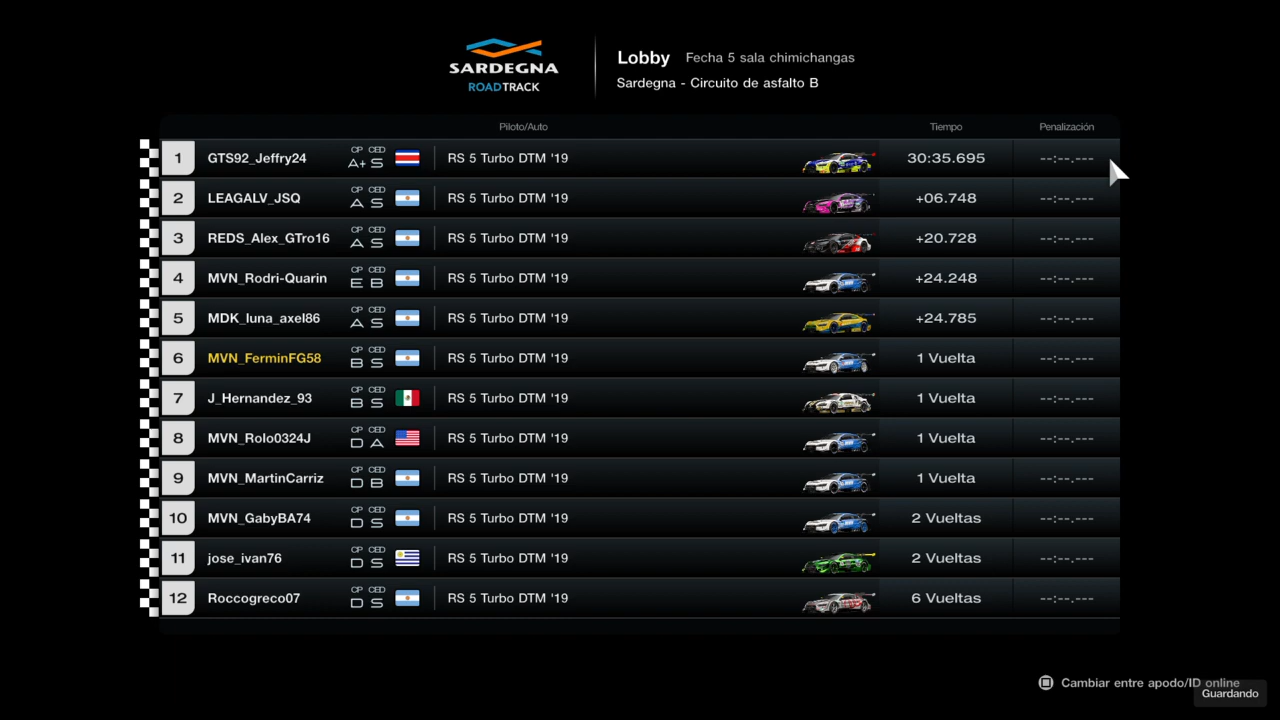 SARDEGNA
ROADTRACK
Lobby Fecha 5 sala chimichangas
Sardegna - Circuito de asfalto B
Piloto/Auto Tiempo Penalización
1 GTS92_Jeffry24 CP A+ CED S RS 5 Turbo DTM '19 30:35.695 --:--.---
2 LEAGALV_JSQ CP A CED S RS 5 Turbo DTM '19 +06.748 --:--.---
3 REDS_Alex_GTro16 CP A CED S RS 5 Turbo DTM '19 +20.728 --:--.---
4 MVN_Rodri-Quarin CP E CED B RS 5 Turbo DTM '19 +24.248 --:--.---
5 MDK_luna_axel86 CP A CED S RS 5 Turbo DTM '19 +24.785 --:--.---
6 MVN_FerminFG58 CP B CED S RS 5 Turbo DTM '19 1 Vuelta --:--.---
7 J_Hernandez_93 CP B CED S RS 5 Turbo DTM '19 1 Vuelta --:--.---
8 MVN_Rolo0324J CP D CED A RS 5 Turbo DTM '19 1 Vuelta --:--.---
9 MVN_MartinCarriz CP D CED B RS 5 Turbo DTM '19 1 Vuelta --:--.---
10 MVN_GabyBA74 CP D CED S RS 5 Turbo DTM '19 2 Vueltas --:--.---
11 jose_ivan76 CP D CED S RS 5 Turbo DTM '19 2 Vueltas --:--.---
12 Roccogreco07 CP D CED S RS 5 Turbo DTM '19 6 Vueltas --:--.---
Cambiar entre apodo/ID online
Guardando